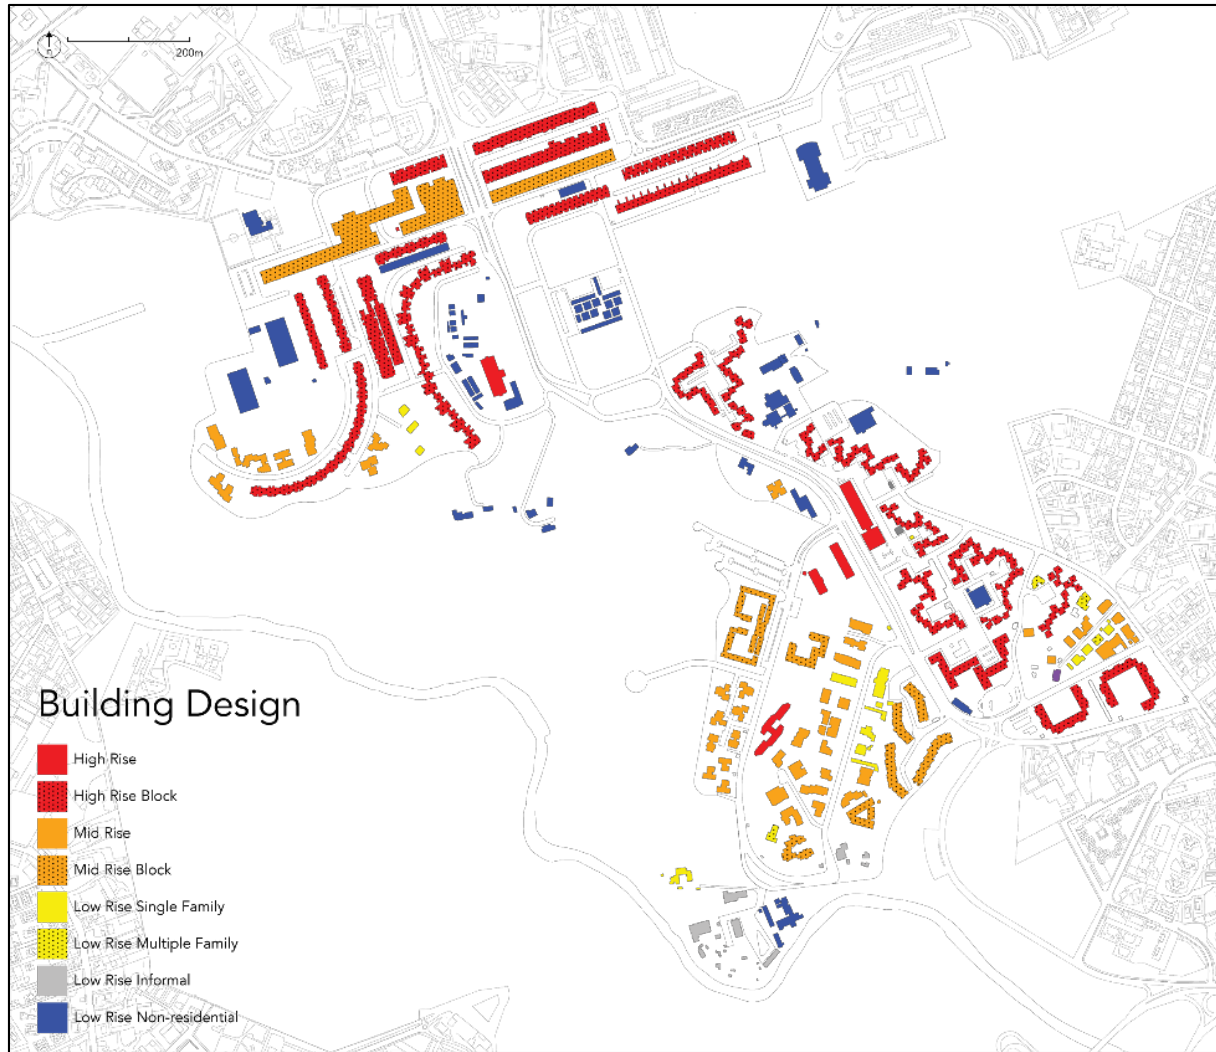 200m
Building Design
High Rise
High Rise Block
Mid Rise
Mid Rise Block
Low Rise Single Family
Low Rise Multiple Family
Low Rise Informal
Low Rise Non-residential